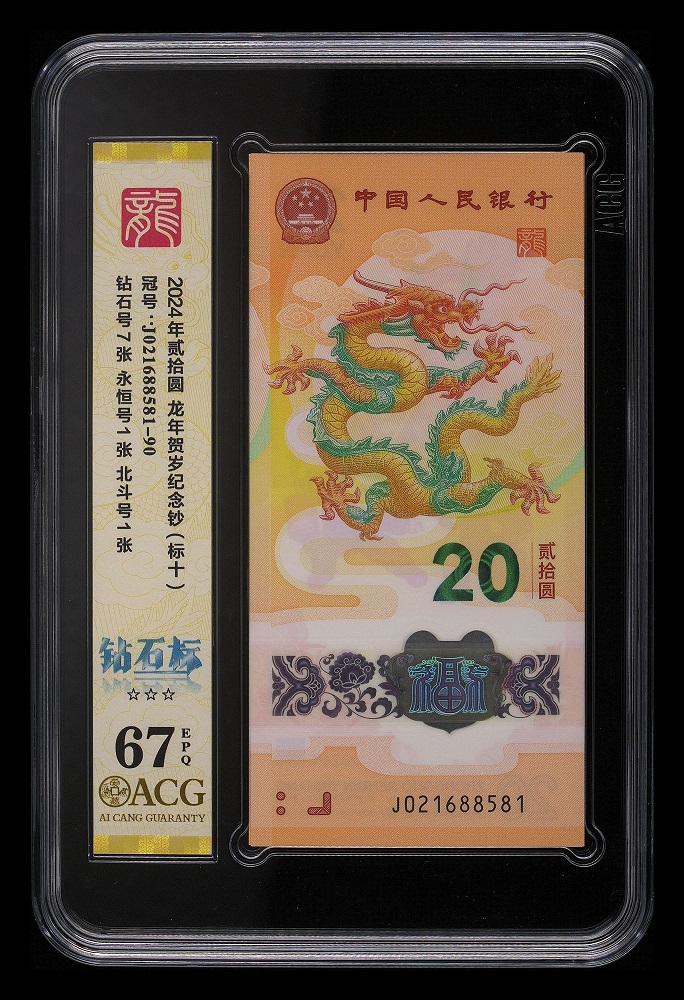 龍
2024年贰拾圆 龙年贺岁纪念钞(标十)
冠号:J021688581-90
钻石号7张 永恒号1张 北斗号1张
钻石标
☆☆☆
67 EPQ
ACG
AI CANG GUARANTY
中国人民银行
龍
20 贰拾圆
福
J021688581
ACG